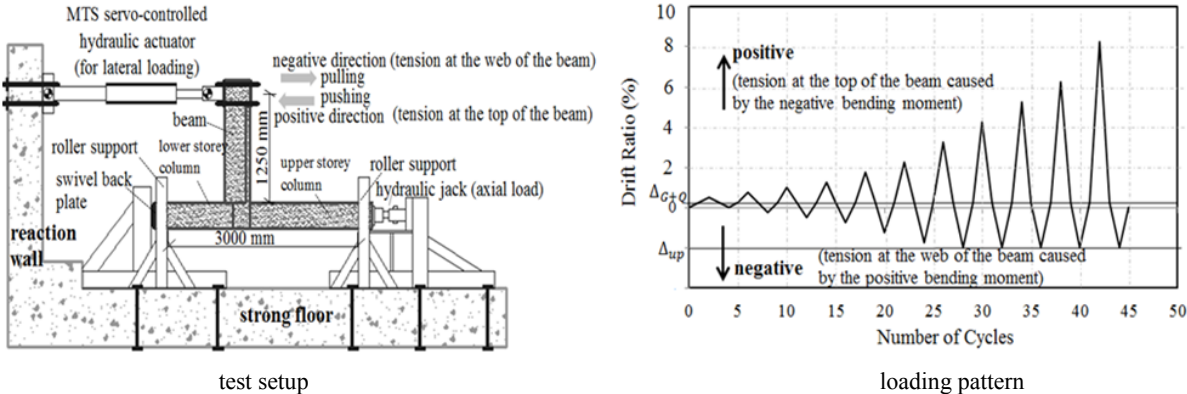 MTS servo-controlled
hydraulic actuator
(for lateral loading)
negative direction (tension at the web of the beam)
pulling
pushing
positive direction (tension at the top of the beam)
beam
1250 mm
roller support
lower storey
column
upper storey
column
roller support
hydraulic jack (axial load)
swivel back
plate
reaction
wall
3000 mm
strong floor
test setup
Drift Ratio (%)
10
8
6
4
2
Δ_{G+Q}
0
Δ_{up}
positive
(tension at the top of the beam caused
by the negative bending moment)
negative
(tension at the web of the beam caused
by the positive bending moment)
0 5 10 15 20 25 30 35 40 45 50
Number of Cycles
loading pattern